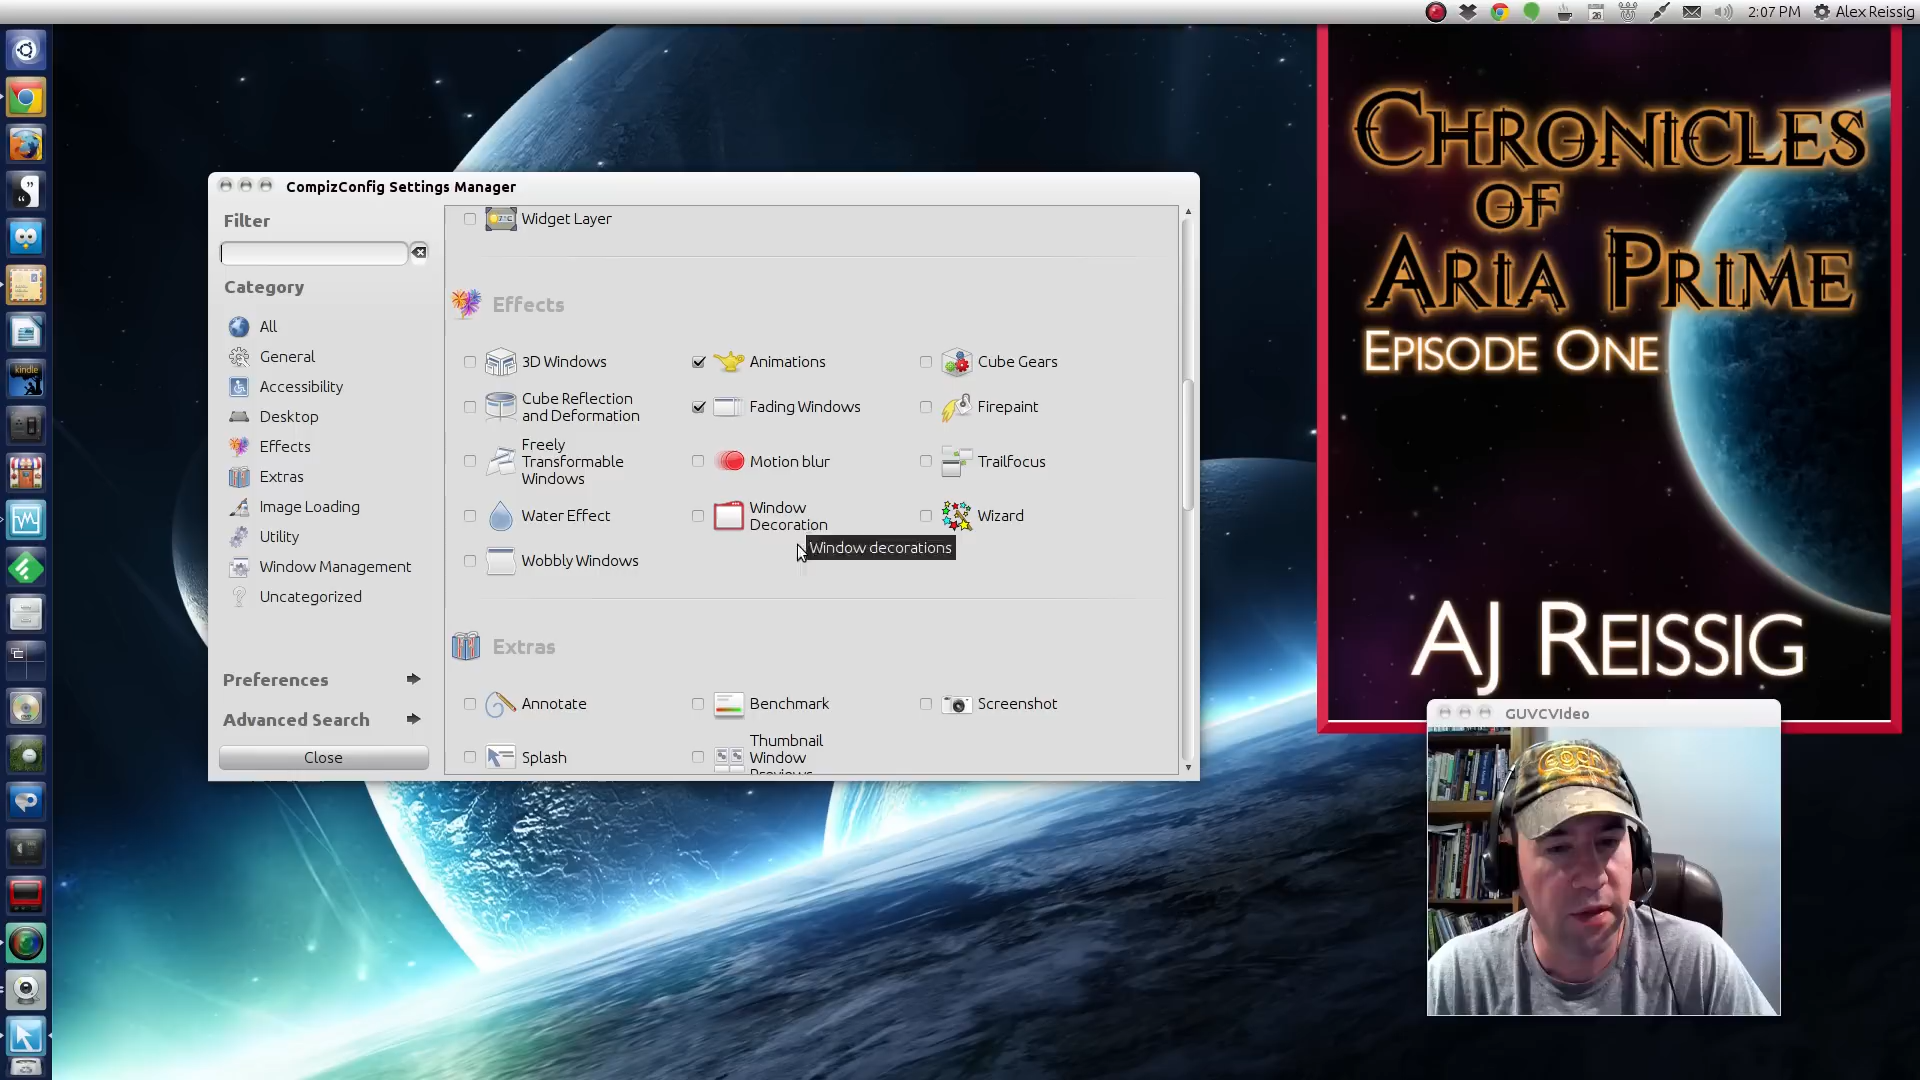 26
2:07 PM
Alex Reissig
CompizConfig Settings Manager
Filter
Category
All
General
Accessibility
Desktop
Effects
Extras
Image Loading
Utility
Window Management
Uncategorized
Preferences
Advanced Search
Close
Widget Layer
Effects
3D Windows
Animations
Cube Gears
Cube Reflection
and Deformation
Fading Windows
Firepaint
Freely
Transformable
Windows
Motion blur
Trailfocus
Water Effect
Window
Decoration
Wizard
Window decorations
Wobbly Windows
Extras
Annotate
Benchmark
Screenshot
Splash
Thumbnail
Window
Previews
kindle
Chronicles
of
Aria Prime
Episode One
AJ Reissig
GUVCVideo